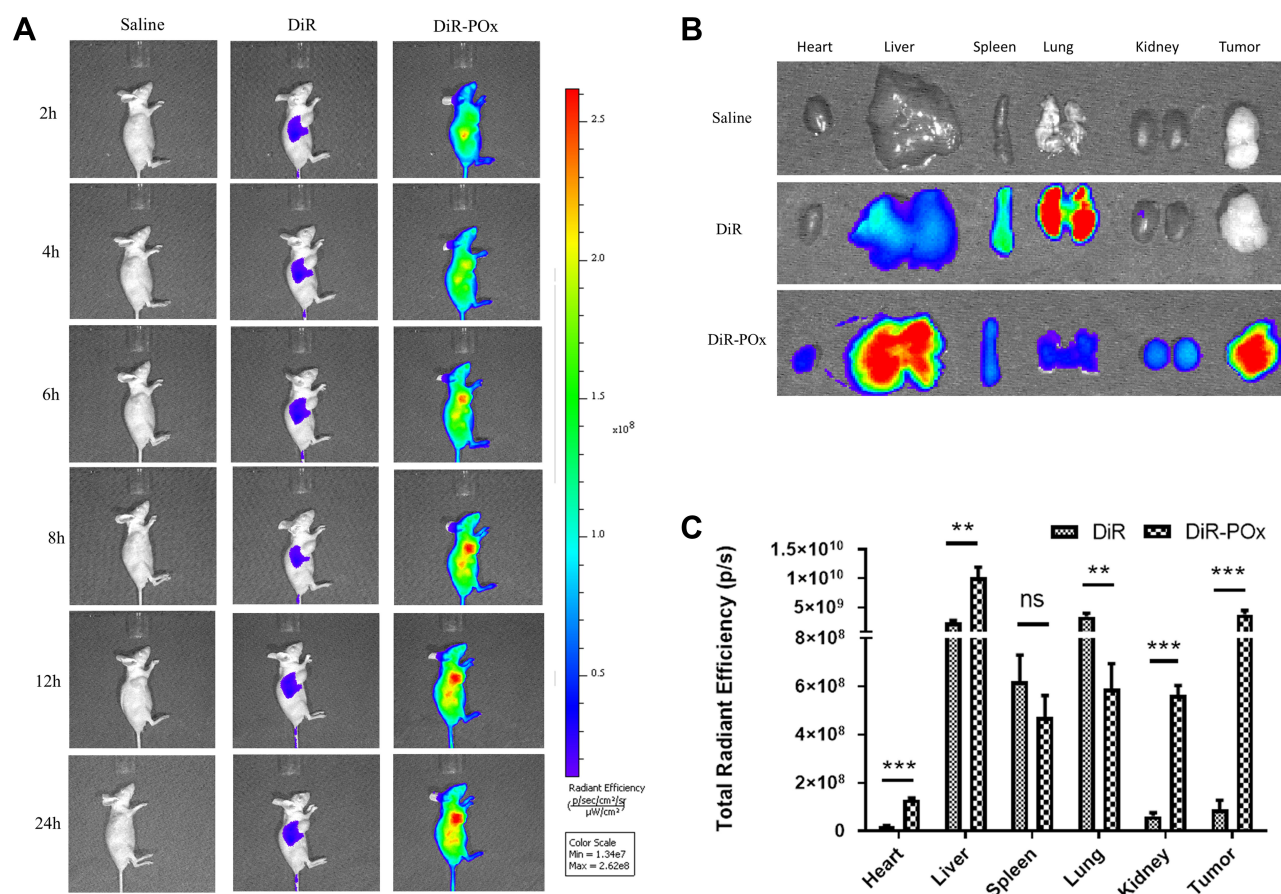 A
Saline DiR DiR-POx
2h
4h
6h
8h
12h
24h
2.5
2.0
1.5
x10⁸
1.0
0.5
Radiant Efficiency
(p/sec/cm²/sr / µW/cm²)
Color Scale
Min = 1.34e7
Max = 2.62e8
B
Heart Liver Spleen Lung Kidney Tumor
Saline
DiR
DiR-POx
C
DiR DiR-POx
Total Radiant Efficiency (p/s)
1.5×10¹⁰
1×10¹⁰
5×10⁹
8×10⁸
6×10⁸
4×10⁸
2×10⁸
0
*** ** ns ** *** ***
Heart Liver Spleen Lung Kidney Tumor